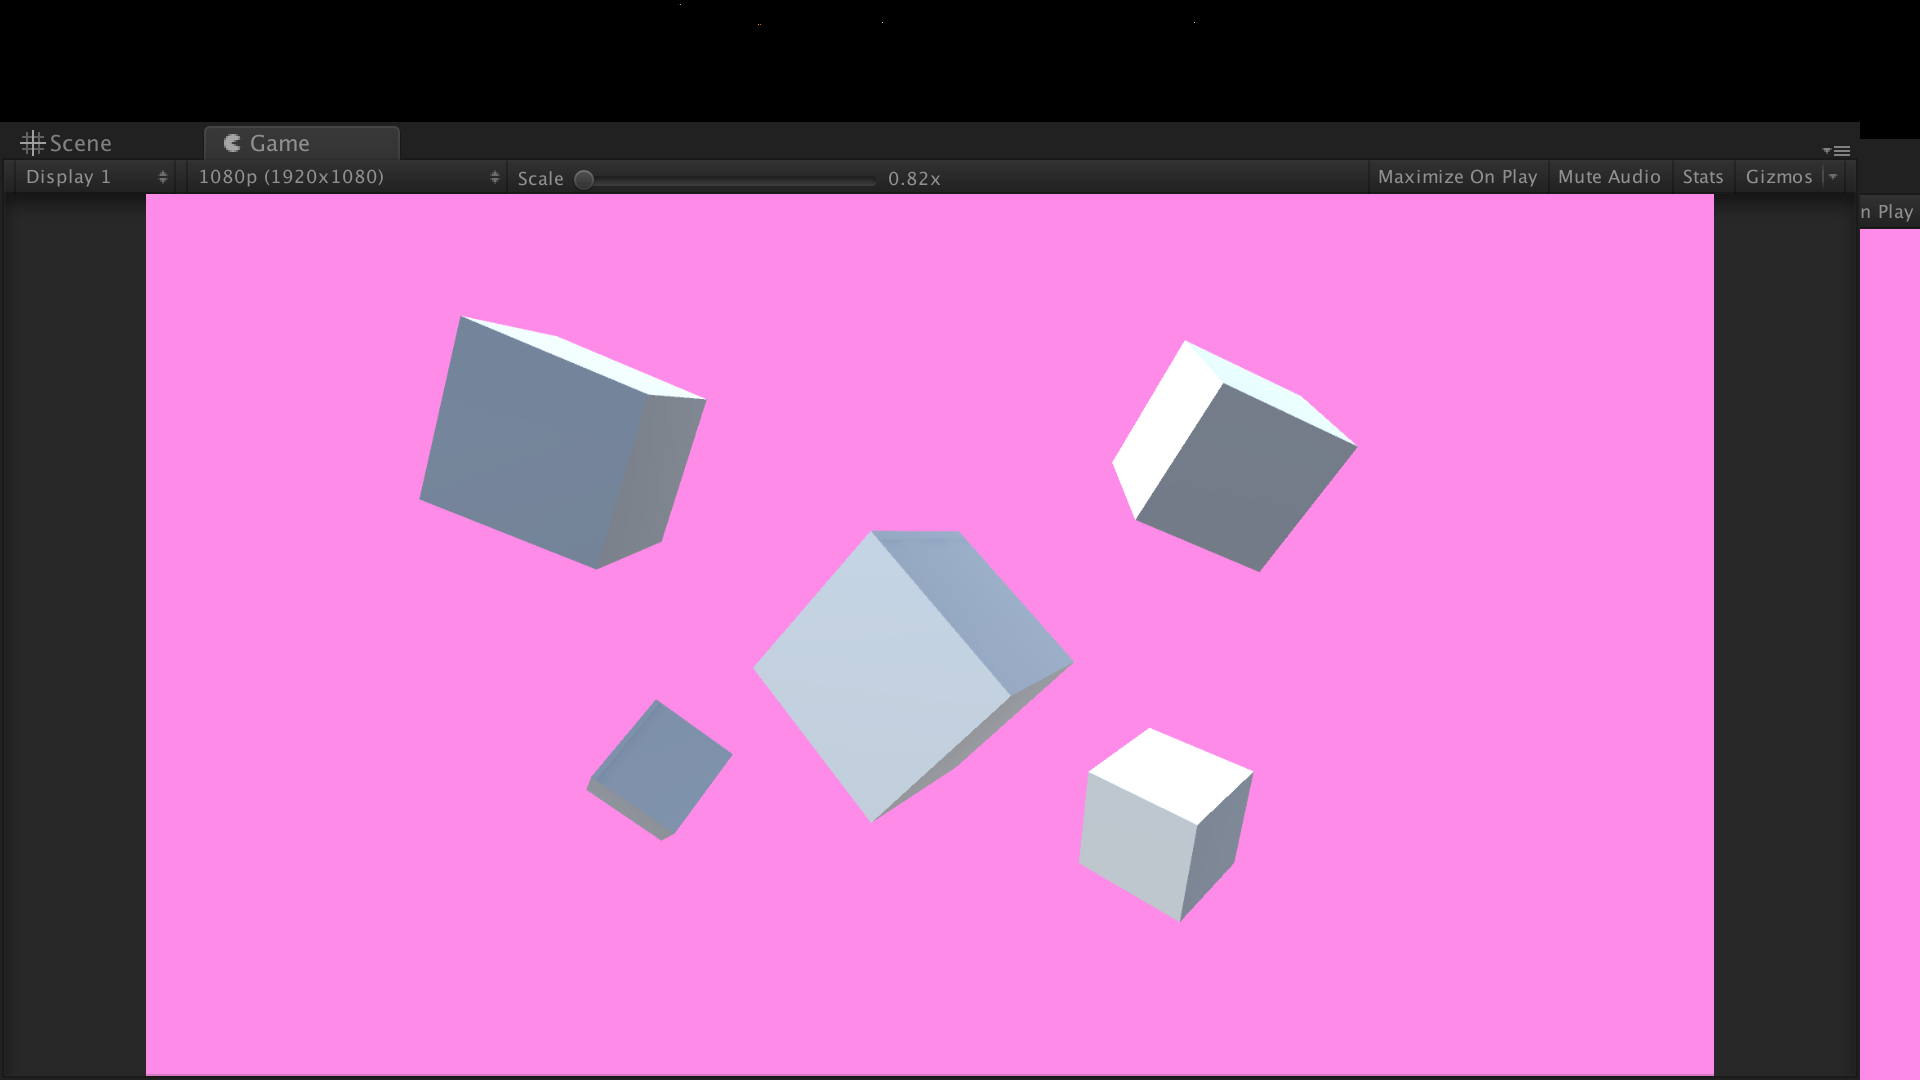 Scene
Game
Display 1
1080p (1920x1080)
Scale
0.82x
Maximize On Play
Mute Audio
Stats
Gizmos
n Play